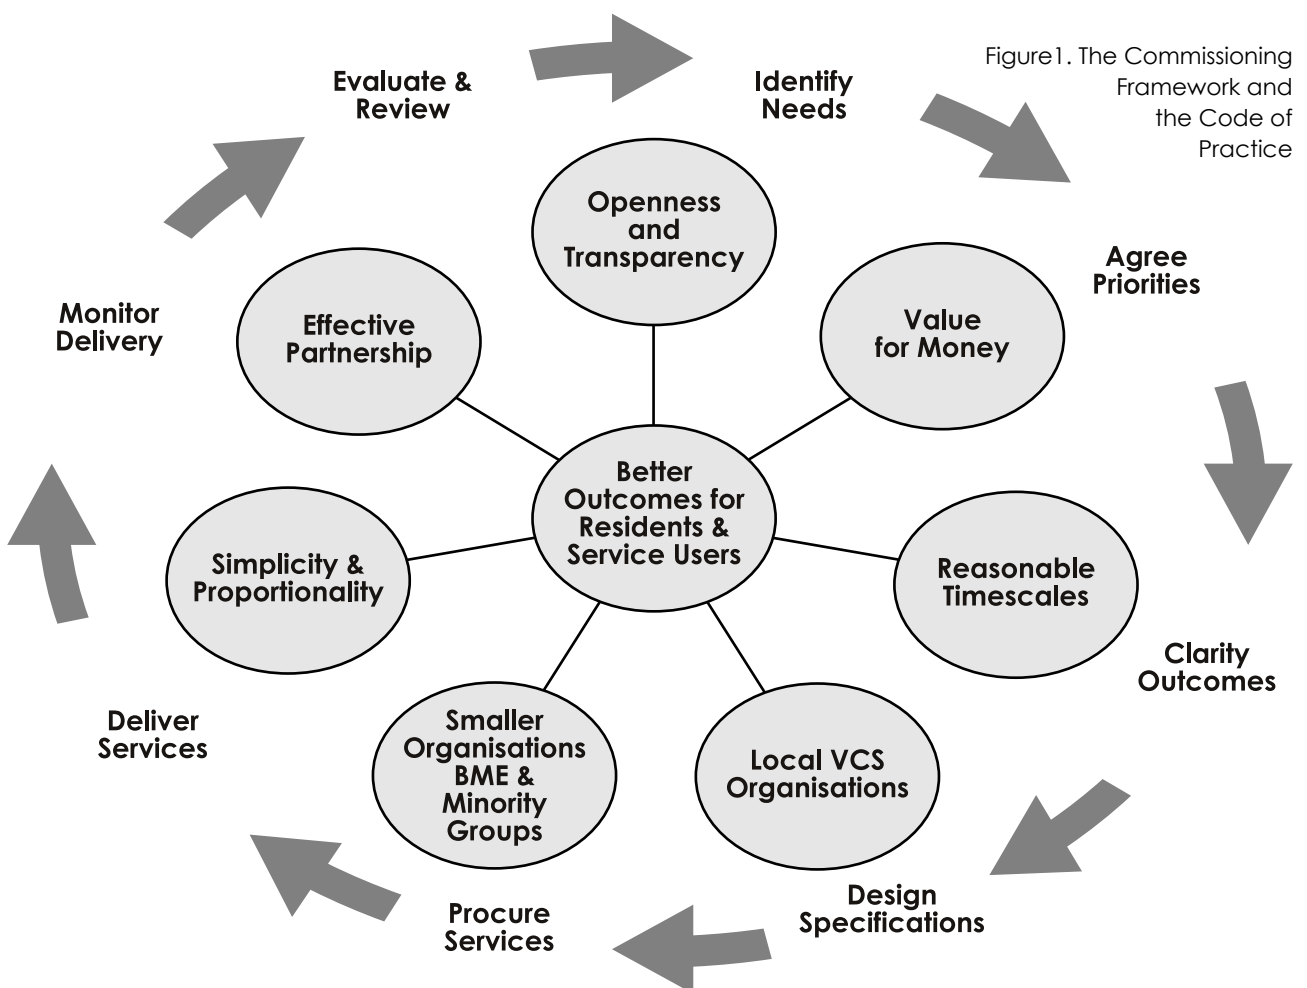 Figure1. The Commissioning
Framework and
the Code of
Practice
Evaluate &
Review
Identify
Needs
Agree
Priorities
Clarity
Outcomes
Design
Specifications
Procure
Services
Deliver
Services
Monitor
Delivery
Openness
and
Transparency
Value
for Money
Reasonable
Timescales
Local VCS
Organisations
Smaller
Organisations
BME &
Minority
Groups
Simplicity &
Proportionality
Effective
Partnership
Better
Outcomes for
Residents &
Service Users